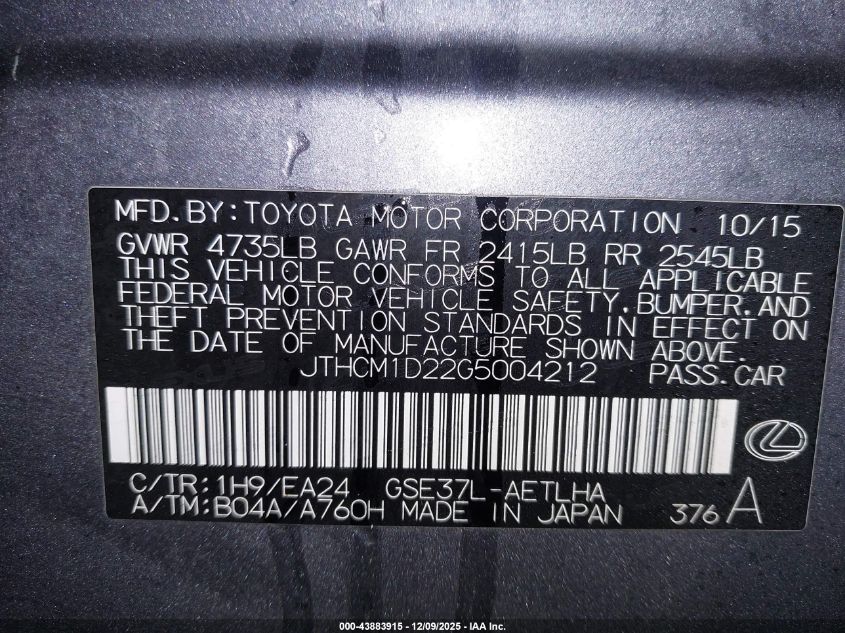 MFD.BY:TOYOTA MOTOR CORPORATION 10/15
GVWR 4735LB GAWR FR 2415LB RR 2545LB
THIS VEHICLE CONFORMS TO ALL APPLICABLE
FEDERAL MOTOR VEHICLE SAFETY,BUMPER,AND
THEFT PREVENTION STANDARDS IN EFFECT ON
THE DATE OF MANUFACTURE SHOWN ABOVE.
JTHCM1D22G5004212 PASS.CAR
C/TR:1H9/EA24 GSE37L-AETLHA
A/TM:B04A/A760H MADE IN JAPAN 376 A
000-43883915 - 12/09/2025 - IAA Inc.